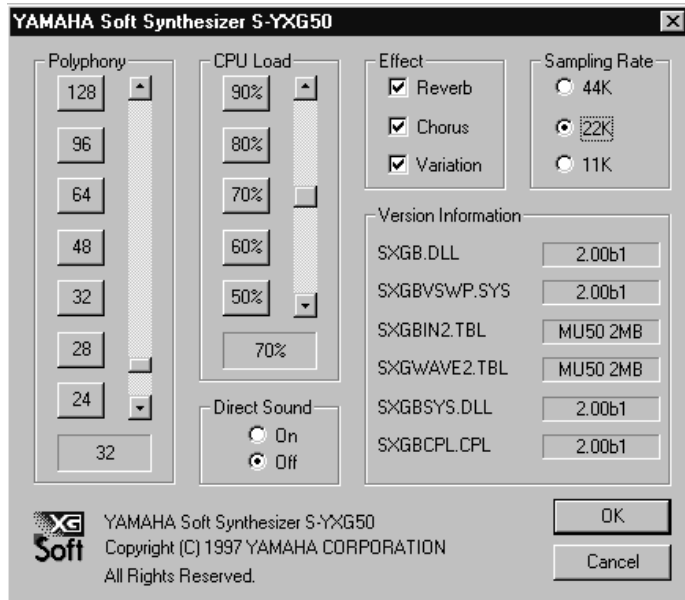 YAMAHA Soft Synthesizer S-YXG50
Polyphony
128
96
64
48
32
28
24
32
CPU Load
90%
80%
70%
60%
50%
70%
Direct Sound
On
Off
Effect
Reverb
Chorus
Variation
Sampling Rate
44K
22K
11K
Version Information
SXGB.DLL 2.00b1
SXGBVSWP.SYS 2.00b1
SXGBIN2.TBL MU50 2MB
SXGWAVE2.TBL MU50 2MB
SXGBSYS.DLL 2.00b1
SXGBCPL.CPL 2.00b1
XG
Soft
YAMAHA Soft Synthesizer S-YXG50
Copyright (C) 1997 YAMAHA CORPORATION
All Rights Reserved.
OK
Cancel